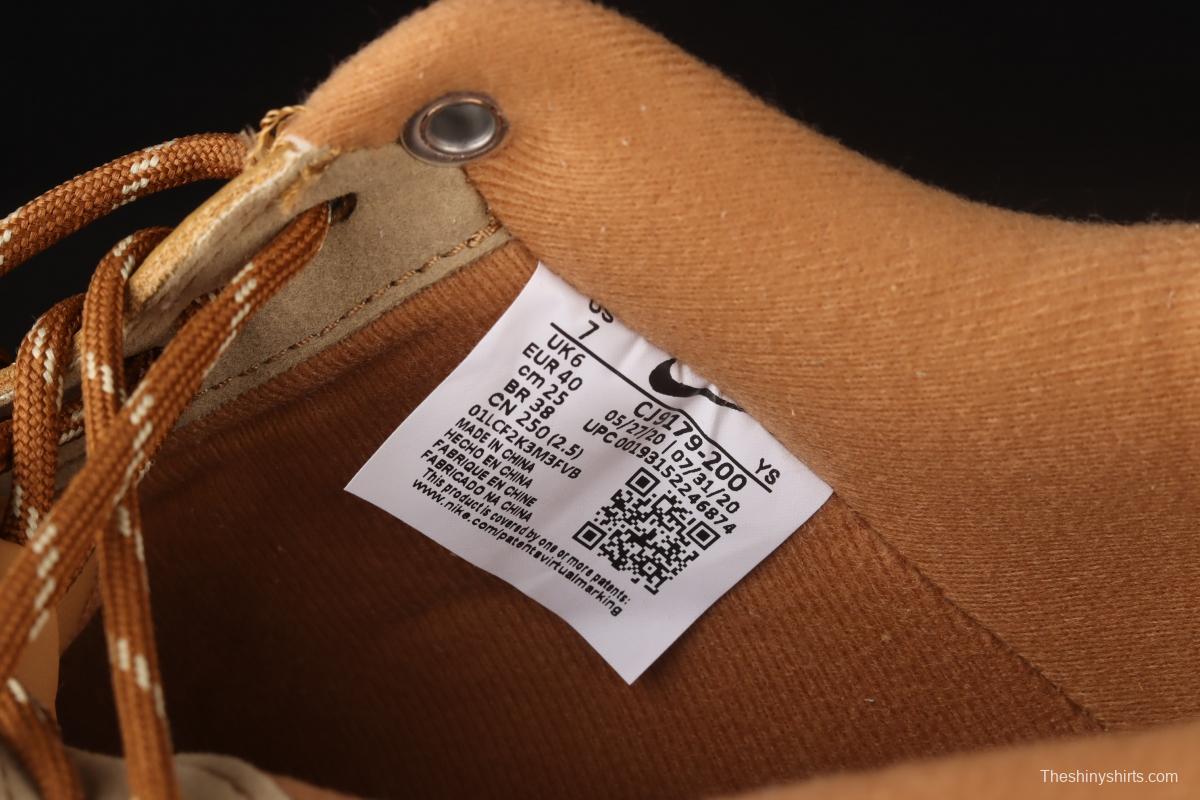 US
7
UK 6
EUR 40
cm 25
BR 38
CN 250 (2.5)
01LCF2K3M3FVB
MADE IN CHINA
HECHO EN CHINA
FABRIQUE EN CHINE
FABRICADO NA CHINA
This product is covered by one or more patents:
www.nike.com/patentsvirtualmarking
CJ9179-200 YS
05/27/20 | 07/31/20
UPC 00193152246874
Theshinyshirts.com